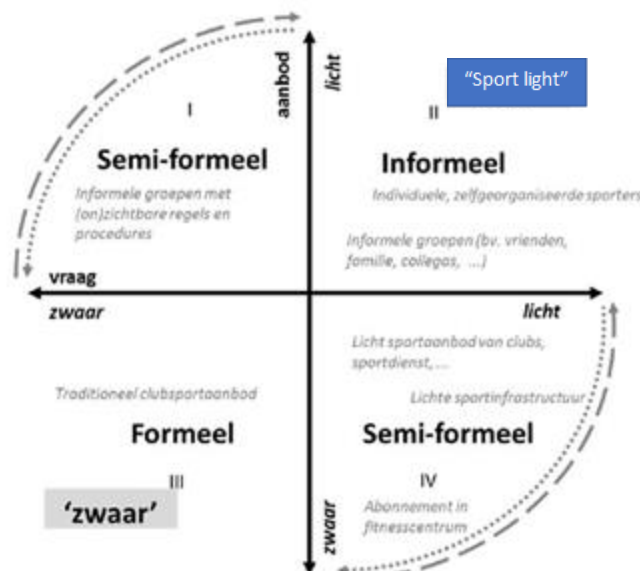 "Sport light"
aanbod
licht
I
II
Semi-formeel
Informele groepen met
(on)zichtbare regels en
procedures
Informeel
Individuele, zelfgeorganiseerde sporters
Informele groepen (bv. vrienden,
familie, collegas, ...)
vraag
zwaar
licht
Traditioneel clubsportaanbod
Formeel
III
'zwaar'
Licht sportaanbod van clubs,
sportdienst, ...
Lichte sportinfrastructuur
Semi-formeel
IV
Abonnement in
fitnesscentrum
zwaar